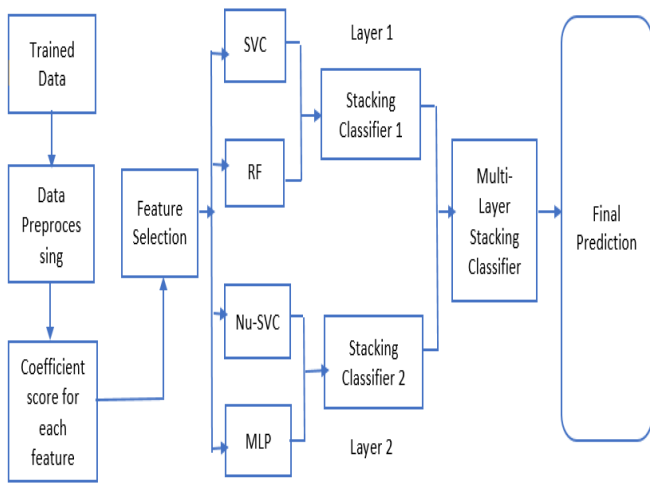 Trained
Data
Data
Preproces
sing
Coefficient
score for
each
feature
Feature
Selection
SVC
RF
Nu-SVC
MLP
Layer 1
Stacking
Classifier 1
Stacking
Classifier 2
Layer 2
Multi-
Layer
Stacking
Classifier
Final
Prediction